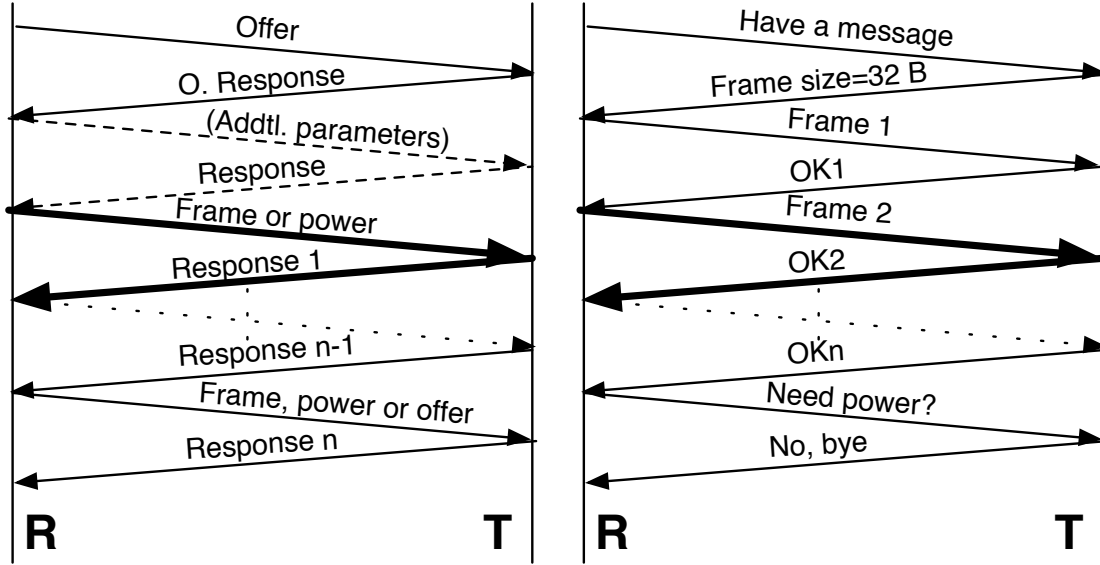 Offer
O. Response
(Addtl. parameters)
Response
Frame or power
Response 1
Response n-1
Frame, power or offer
Response n
R
T
Have a message
Frame size=32 B
Frame 1
OK1
Frame 2
OK2
OKn
Need power?
No, bye
R
T